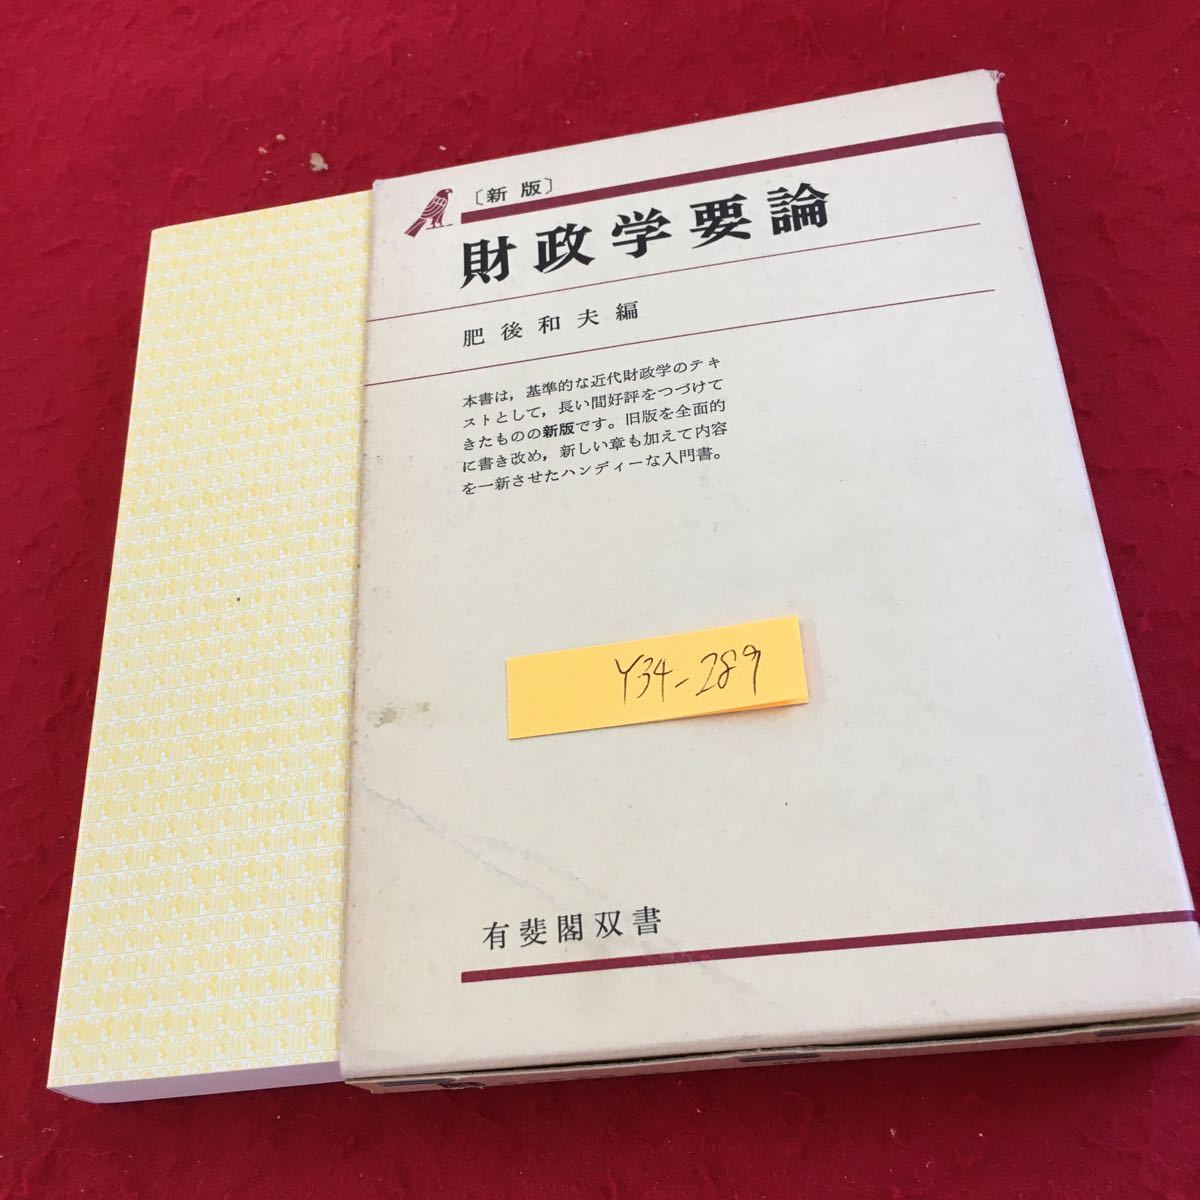 〔新版〕
財政学要論
肥後和夫編
本書は，基準的な近代財政学のテキ
ストとして，長い間好評をつづけて
きたものの新版です。旧版を全面的
に書き改め，新しい章も加えて内容
を一新させたハンディーな入門書。
Y34-289
有斐閣双書